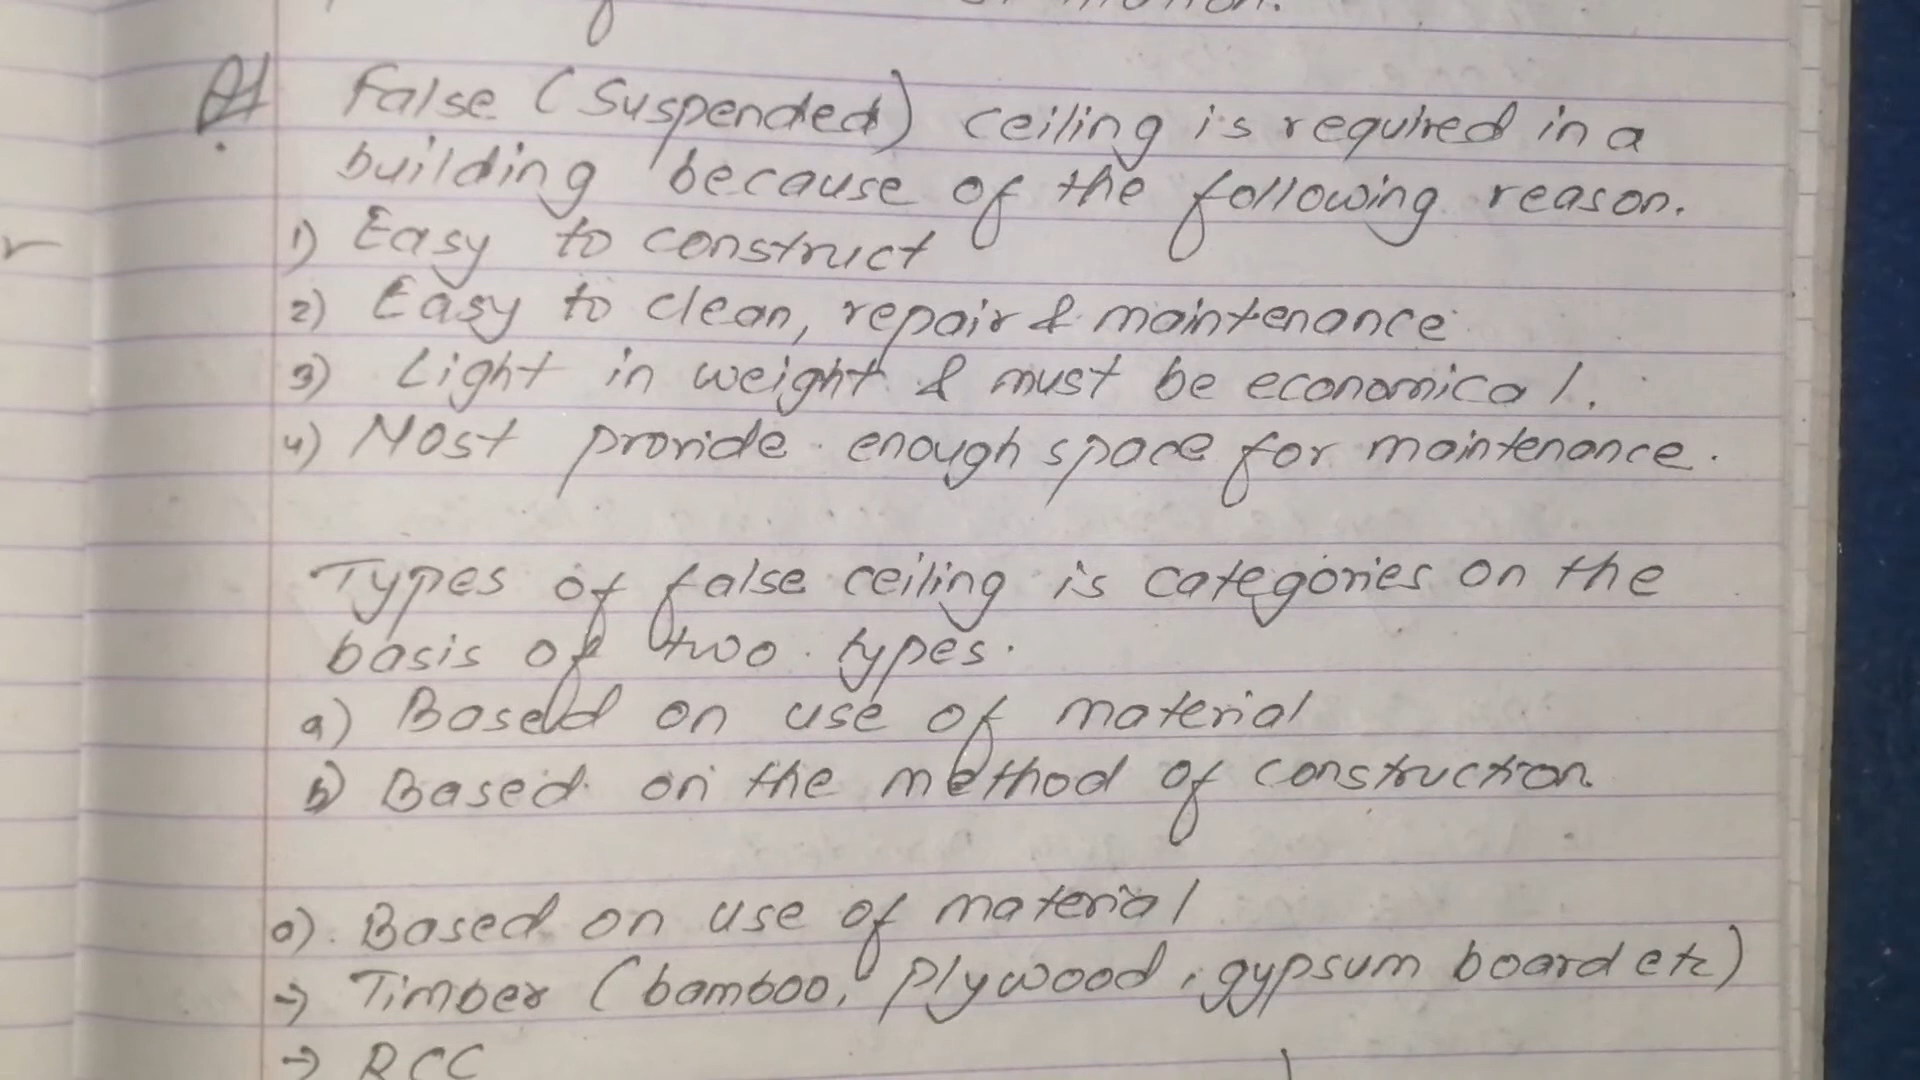 False (Suspended) ceiling is required in a
building because of the following reason.
1) Easy to construct
2) Easy to clean, repair & maintenance
3) Light in weight & must be economical.
4) Most provide enough space for maintenance.
Types of false ceiling is categories on the
basis of two types.
a) Based on use of material
b) Based on the method of construction
a). Based on use of material
→ Timber (bamboo, plywood, gypsum board etc)
→ RCC